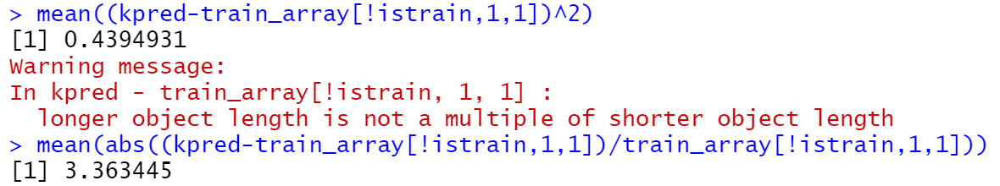 > mean((kpred-train_array[!istrain,1,1])^2)
[1] 0.4394931
Warning message:
In kpred - train_array[!istrain, 1, 1] :
  longer object length is not a multiple of shorter object length
> mean(abs((kpred-train_array[!istrain,1,1])/train_array[!istrain,1,1]))
[1] 3.363445